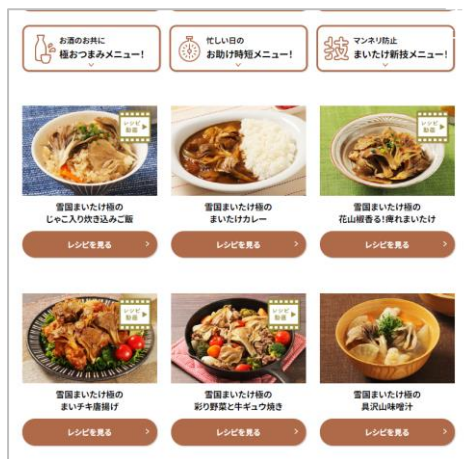 お酒のお共に
極おつまみメニュー！
忙しい日の
お助け時短メニュー！
マンネリ防止
技
まいたけ新技メニュー！
レシピ
動画
レシピ
動画
雪国まいたけ極の
じゃこ入り炊き込みご飯
雪国まいたけ極の
まいたけカレー
雪国まいたけ極の
花山椒香る！痺れまいたけ
レシピを見る
レシピを見る
レシピを見る
レシピ
動画
レシピ
動画
雪国まいたけ極の
まいチキ唐揚げ
雪国まいたけ極の
彩り野菜と牛ギュウ焼き
雪国まいたけ極の
具沢山味噌汁
レシピを見る
レシピを見る
レシピを見る